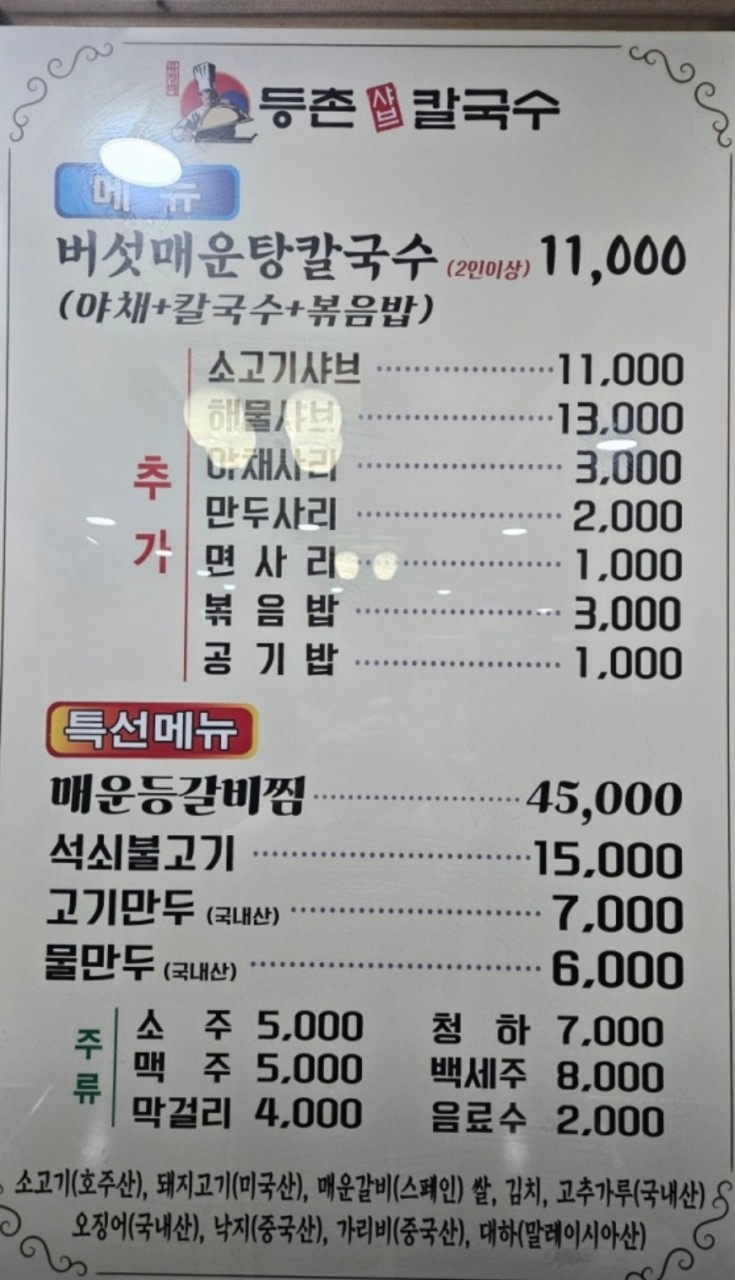 등촌 샤브 칼국수
메 뉴
버섯매운탕칼국수 (2인이상) 11,000
(야채+칼국수+볶음밥)
추가
소고기샤브 11,000
해물샤브 13,000
야채사리 3,000
만두사리 2,000
면 사 리 1,000
볶 음 밥 3,000
공 기 밥 1,000
특선메뉴
매운등갈비찜 45,000
석쇠불고기 15,000
고기만두 (국내산) 7,000
물만두 (국내산) 6,000
주류
소 주 5,000 청 하 7,000
맥 주 5,000 백세주 8,000
막걸리 4,000 음료수 2,000
소고기(호주산), 돼지고기(미국산), 매운갈비(스페인) 쌀, 김치, 고추가루(국내산)
오징어(국내산), 낙지(중국산), 가리비(중국산), 대하(말레이시아산)